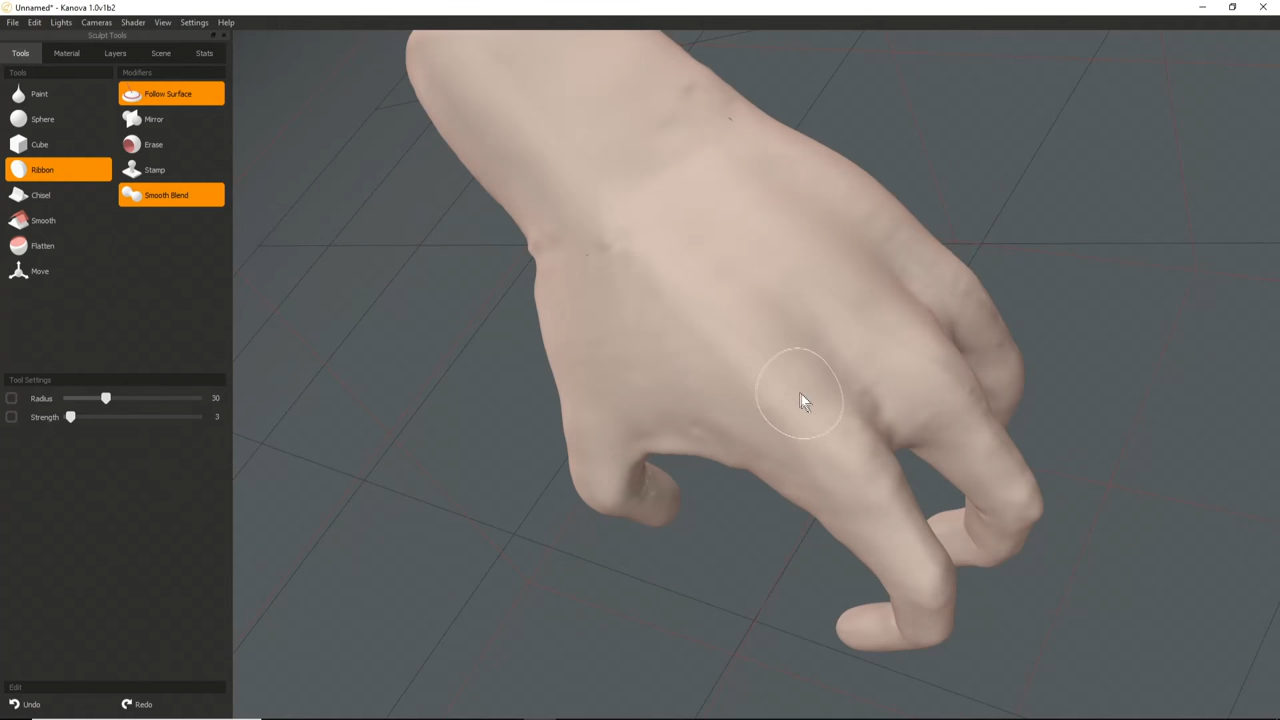 Unnamed* - Kanova 1.0v1b2
File Edit Lights Cameras Shader View Settings Help
Sculpt Tools
Tools Material Layers Scene Stats
Tools Modifiers
Paint Follow Surface
Sphere Mirror
Cube Erase
Ribbon Stamp
Chisel Smooth Blend
Smooth
Flatten
Move
Tool Settings
Radius 30
Strength 3
Edit
Undo Redo